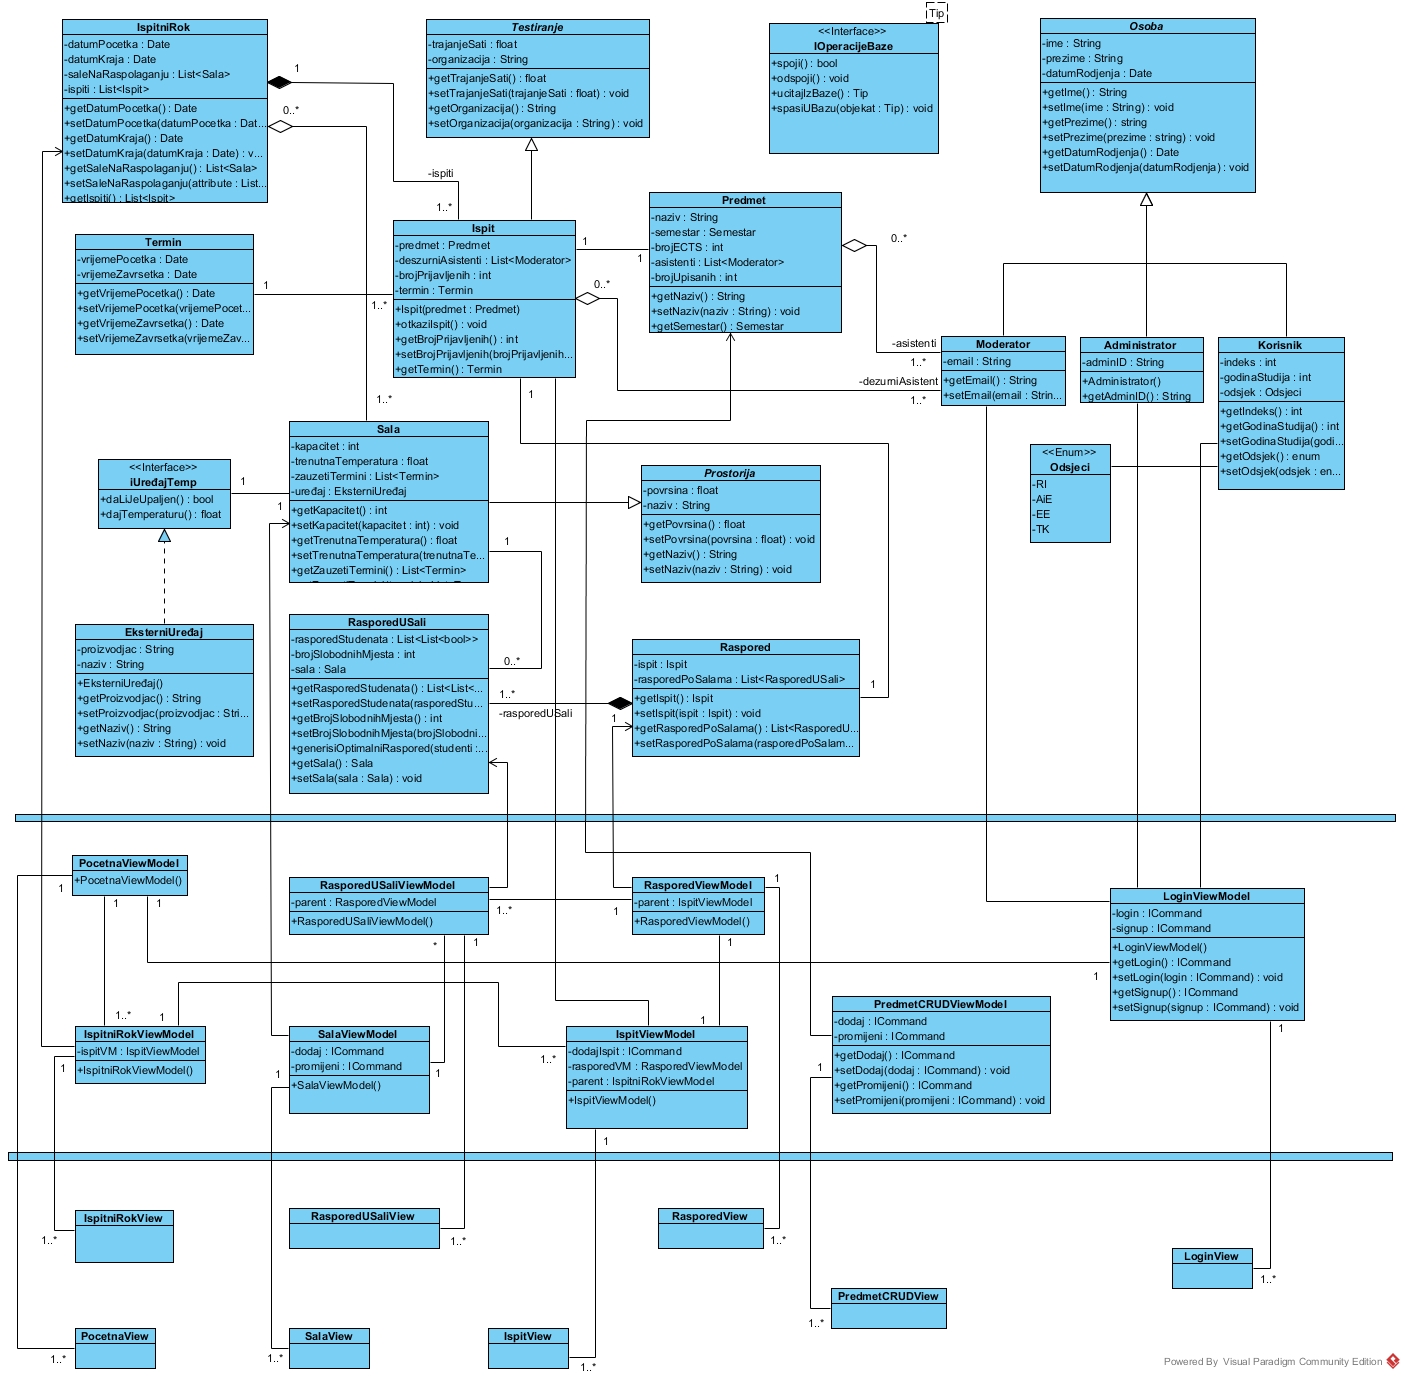 IspitniRok
-datumPocetka : Date
-datumKraja : Date
-saleNaRaspolaganju : List<Sala>
-ispiti : List<Ispit>
+getDatumPocetka() : Date
+setDatumPocetka(datumPocetka : Dat...
+getDatumKraja() : Date
+setDatumKraja(datumKraja : Date) : v...
+getSaleNaRaspolaganju() : List<Sala>
+setSaleNaRaspolaganju(attribute : List...
+getIspiti() : List<Ispit>
1
0..*
Testiranje
-trajanjeSati : float
-organizacija : String
+getTrajanjeSati() : float
+setTrajanjeSati(trajanjeSati : float) : void
+getOrganizacija() : String
+setOrganizacija(organizacija : String) : void
Tip
<<Interface>>
IOperacijeBaze
+spoji() : bool
+odspoji() : void
+ucitajIzBaze() : Tip
+spasiUBazu(objekat : Tip) : void
Osoba
-ime : String
-prezime : String
-datumRodjenja : Date
+getIme() : String
+setIme(ime : String) : void
+getPrezime() : string
+setPrezime(prezime : string) : void
+getDatumRodjenja() : Date
+setDatumRodjenja(datumRodjenja) : void
-ispiti
1..*
Termin
-vrijemePocetka : Date
-vrijemeZavrsetka : Date
+getVrijemePocetka() : Date
+setVrijemePocetka(vrijemePocet...
+getVrijemeZavrsetka() : Date
+setVrijemeZavrsetka(vrijemeZav...
1
1..*
Ispit
-predmet : Predmet
-deszurniAsistenti : List<Moderator>
-brojPrijavljenih : int
-termin : Termin
+Ispit(predmet : Predmet)
+otkaziIspit() : void
+getBrojPrijavljenih() : int
+setBrojPrijavljenih(brojPrijavljenih...
+getTermin() : Termin
1
1
0..*
1
Predmet
-naziv : String
-semestar : Semestar
-brojECTS : int
-asistenti : List<Moderator>
-brojUpisanih : int
+getNaziv() : String
+setNaziv(naziv : String) : void
+getSemestar() : Semestar
0..*
-asistenti
1..*
-dezurniAsistent
1..*
Moderator
-email : String
+getEmail() : String
+setEmail(email : Strin...
Administrator
-adminID : String
+Administrator()
+getAdminID() : String
Korisnik
-indeks : int
-godinaStudija : int
-odsjek : Odsjeci
+getIndeks() : int
+getGodinaStudija() : int
+setGodinaStudija(godi...
+getOdsjek() : enum
+setOdsjek(odsjek : en...
<<Enum>>
Odsjeci
-RI
-AiE
-EE
-TK
1..*
Sala
-kapacitet : int
-trenutnaTemperatura : float
-zauzetiTermini : List<Termin>
-uređaj : EksterniUređaj
+getKapacitet() : int
+setKapacitet(kapacitet : int) : void
+getTrenutnaTemperatura() : float
+setTrenutnaTemperatura(trenutnaTe...
+getZauzetiTermini() : List<Termin>
<<Interface>>
iUređajTemp
+daLiJeUpaljen() : bool
+dajTemperaturu() : float
1
1
1
Prostorija
-povrsina : float
-naziv : String
+getPovrsina() : float
+setPovrsina(povrsina : float) : void
+getNaziv() : String
+setNaziv(naziv : String) : void
EksterniUređaj
-proizvodjac : String
-naziv : String
+EksterniUređaj()
+getProizvodjac() : String
+setProizvodjac(proizvodjac : Stri...
+getNaziv() : String
+setNaziv(naziv : String) : void
RasporedUSali
-rasporedStudenata : List<List<bool>>
-brojSlobodnihMjesta : int
-sala : Sala
+getRasporedStudenata() : List<List<...
+setRasporedStudenata(rasporedStu...
+getBrojSlobodnihMjesta() : int
+setBrojSlobodnihMjesta(brojSlobodni...
+generisiOptimalniRaspored(studenti :...
+getSala() : Sala
+setSala(sala : Sala) : void
0..*
1..*
-rasporedUSali
1
1
Raspored
-ispit : Ispit
-rasporedPoSalama : List<RasporedUSali>
+getIspit() : Ispit
+setIspit(ispit : Ispit) : void
+getRasporedPoSalama() : List<RasporedU...
+setRasporedPoSalama(rasporedPoSalam...
PocetnaViewModel
+PocetnaViewModel()
1
1
1
RasporedUSaliViewModel
-parent : RasporedViewModel
+RasporedUSaliViewModel()
1..*
1
*
1
RasporedViewModel
-parent : IspitViewModel
+RasporedViewModel()
1
1
LoginViewModel
-login : ICommand
-signup : ICommand
+LoginViewModel()
+getLogin() : ICommand
+setLogin(login : ICommand) : void
+getSignup() : ICommand
+setSignup(signup : ICommand) : void
1
1
1..*
1
IspitniRokViewModel
-ispitVM : IspitViewModel
+IspitniRokViewModel()
1
SalaViewModel
-dodaj : ICommand
-promijeni : ICommand
+SalaViewModel()
1
1
1
1..*
IspitViewModel
-dodajIspit : ICommand
-rasporedVM : RasporedViewModel
-parent : IspitniRokViewModel
+IspitViewModel()
1
PredmetCRUDViewModel
-dodaj : ICommand
-promijeni : ICommand
+getDodaj() : ICommand
+setDodaj(dodaj : ICommand) : void
+getPromijeni() : ICommand
+setPromijeni(promijeni : ICommand) : void
1
IspitniRokView
1..*
RasporedUSaliView
1..*
RasporedView
1..*
LoginView
1..*
PredmetCRUDView
1..*
PocetnaView
1..*
SalaView
1..*
IspitView
1..*
Powered By Visual Paradigm Community Edition